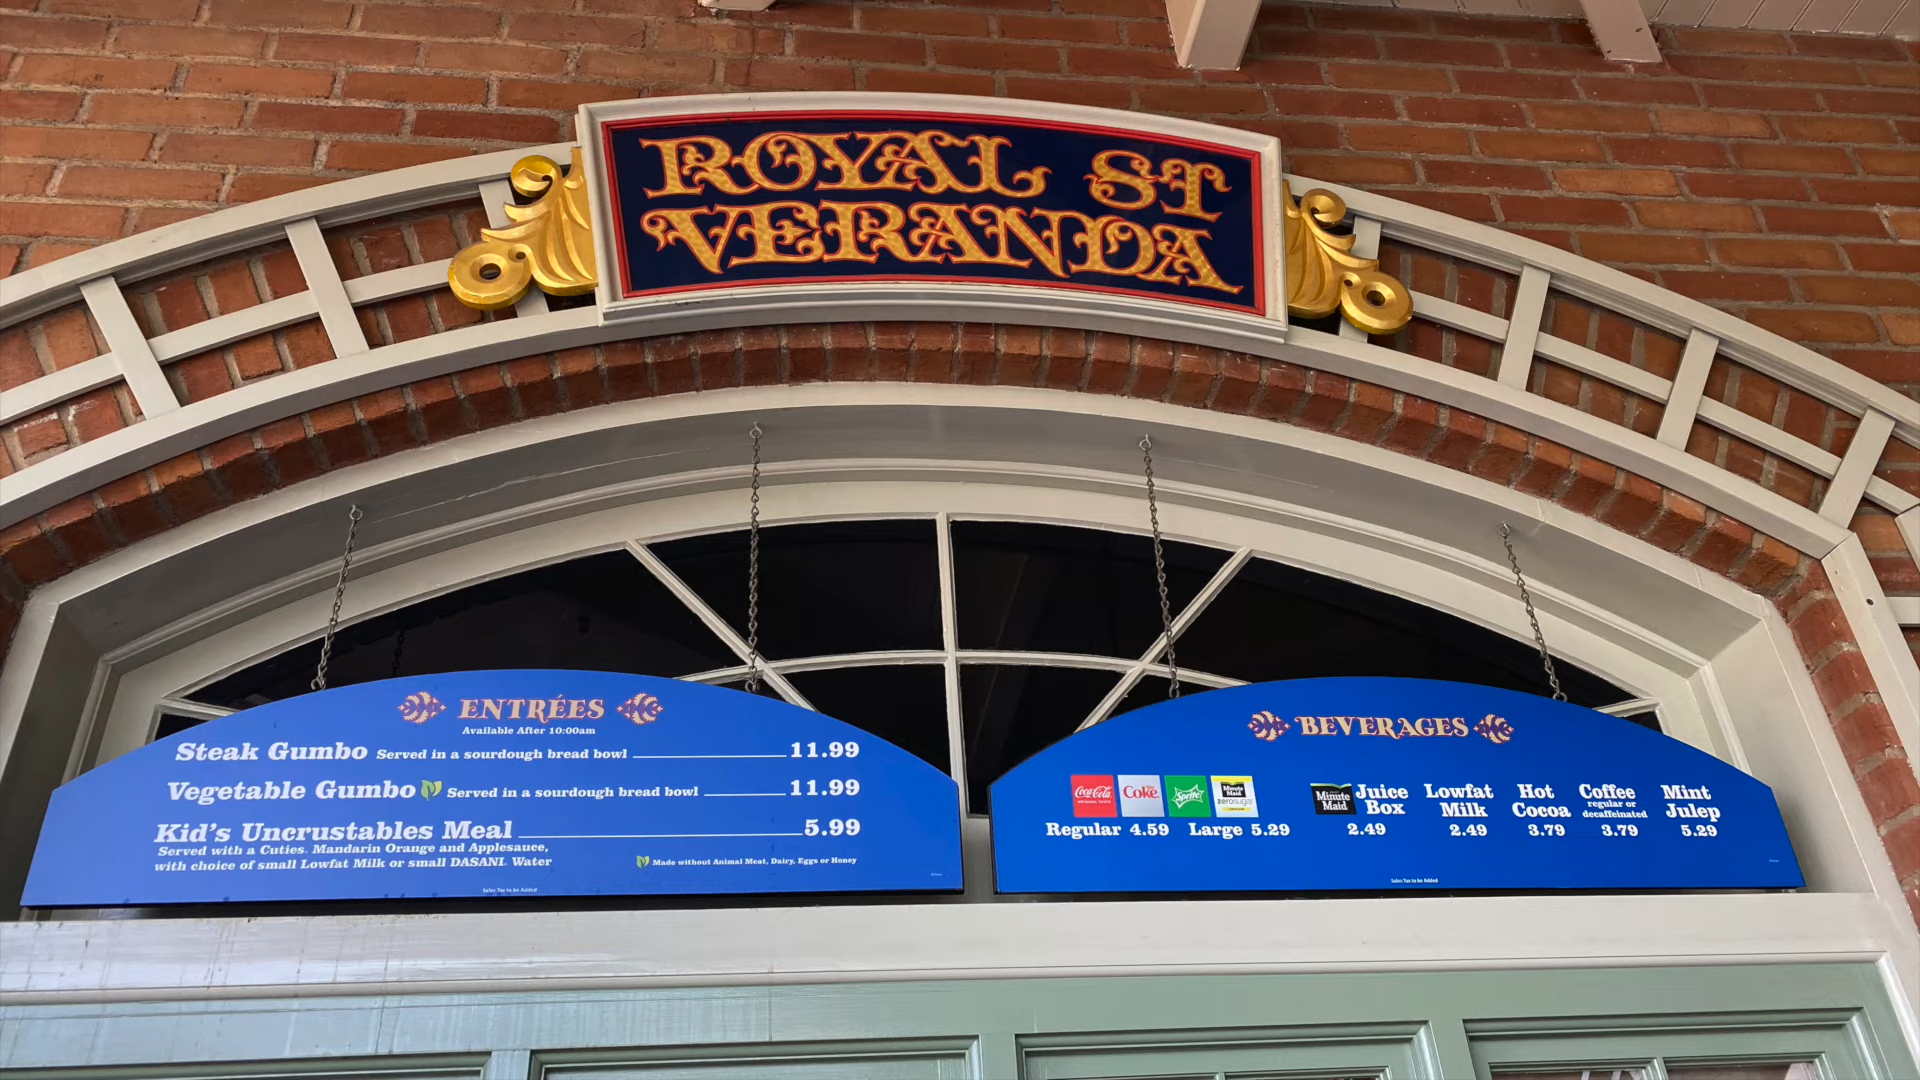 ROYAL ST
VERANDA
ENTRÉES
Available After 10:00am
Steak Gumbo Served in a sourdough bread bowl 11.99
Vegetable Gumbo Served in a sourdough bread bowl 11.99
Kid's Uncrustables Meal 5.99
Served with a Cuties. Mandarin Orange and Applesauce,
with choice of small Lowfat Milk or small DASANI. Water
Made without Animal Meat, Dairy, Eggs or Honey
Sales Tax to be Added
BEVERAGES
Coca-Cola
ORIGINAL TASTE
Coke
Sprite
Minute
Maid
zerosugar
Regular 4.59 Large 5.29
Minute
Maid
Juice
Box
2.49
Lowfat
Milk
2.49
Hot
Cocoa
3.79
Coffee
regular or
decaffeinated
3.79
Mint
Julep
5.29
Sales Tax to be Added